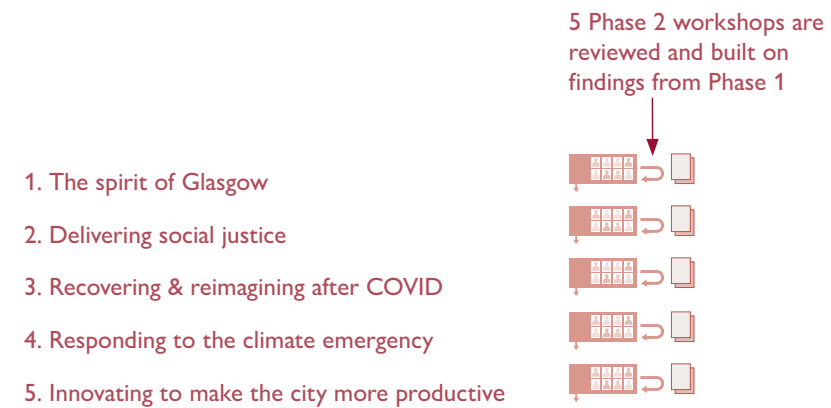 5 Phase 2 workshops are
reviewed and built on
findings from Phase 1
1. The spirit of Glasgow
2. Delivering social justice
3. Recovering & reimagining after COVID
4. Responding to the climate emergency
5. Innovating to make the city more productive